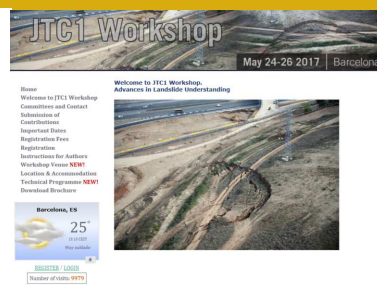 JTC1 Workshop
May 24-26 2017 | Barcelona
Home
Welcome to JTC1 Workshop
Committees and Contact
Submission of
Contributions
Important Dates
Registration Fees
Registration
Instructions for Authors
Workshop Venue NEW!
Location & Accommodation
Technical Programme NEW!
Download Brochure
Welcome to JTC1 Workshop.
Advances in Landslide Understanding
Barcelona, ES
25°
REGISTER / LOGIN
Number of visits: 9979